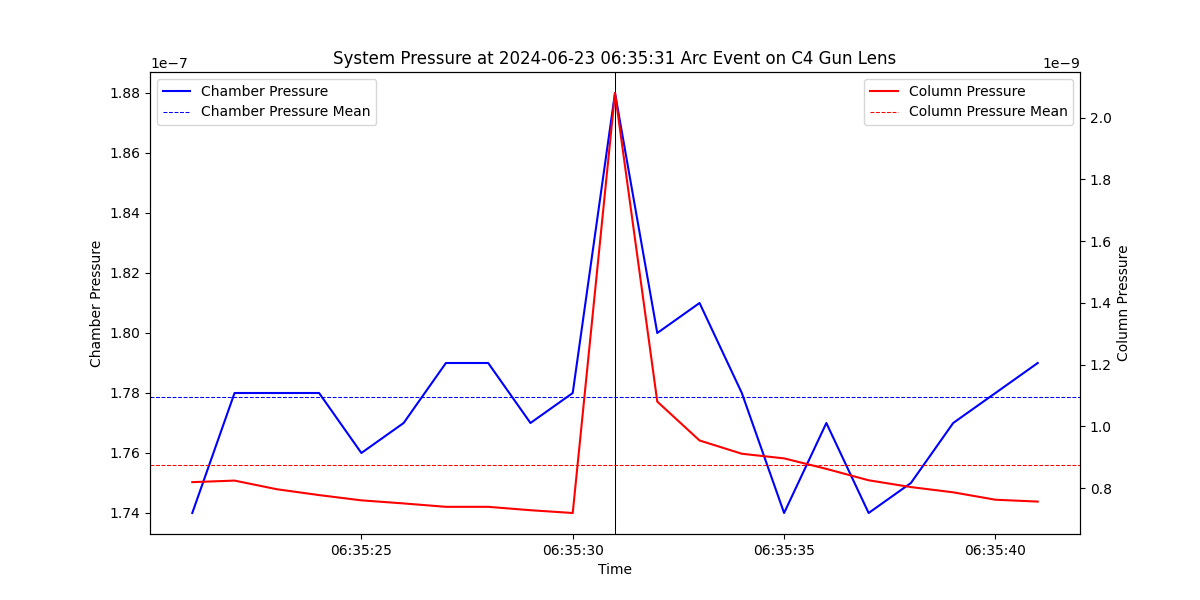 System Pressure at 2024-06-23 06:35:31 Arc Event on C4 Gun Lens
1e−7
1e−9
Chamber Pressure
Chamber Pressure Mean
Column Pressure
Column Pressure Mean
1.88
1.86
1.84
1.82
1.80
1.78
1.76
1.74
Chamber Pressure
2.0
1.8
1.6
1.4
1.2
1.0
0.8
Column Pressure
06:35:25
06:35:30
06:35:35
06:35:40
Time